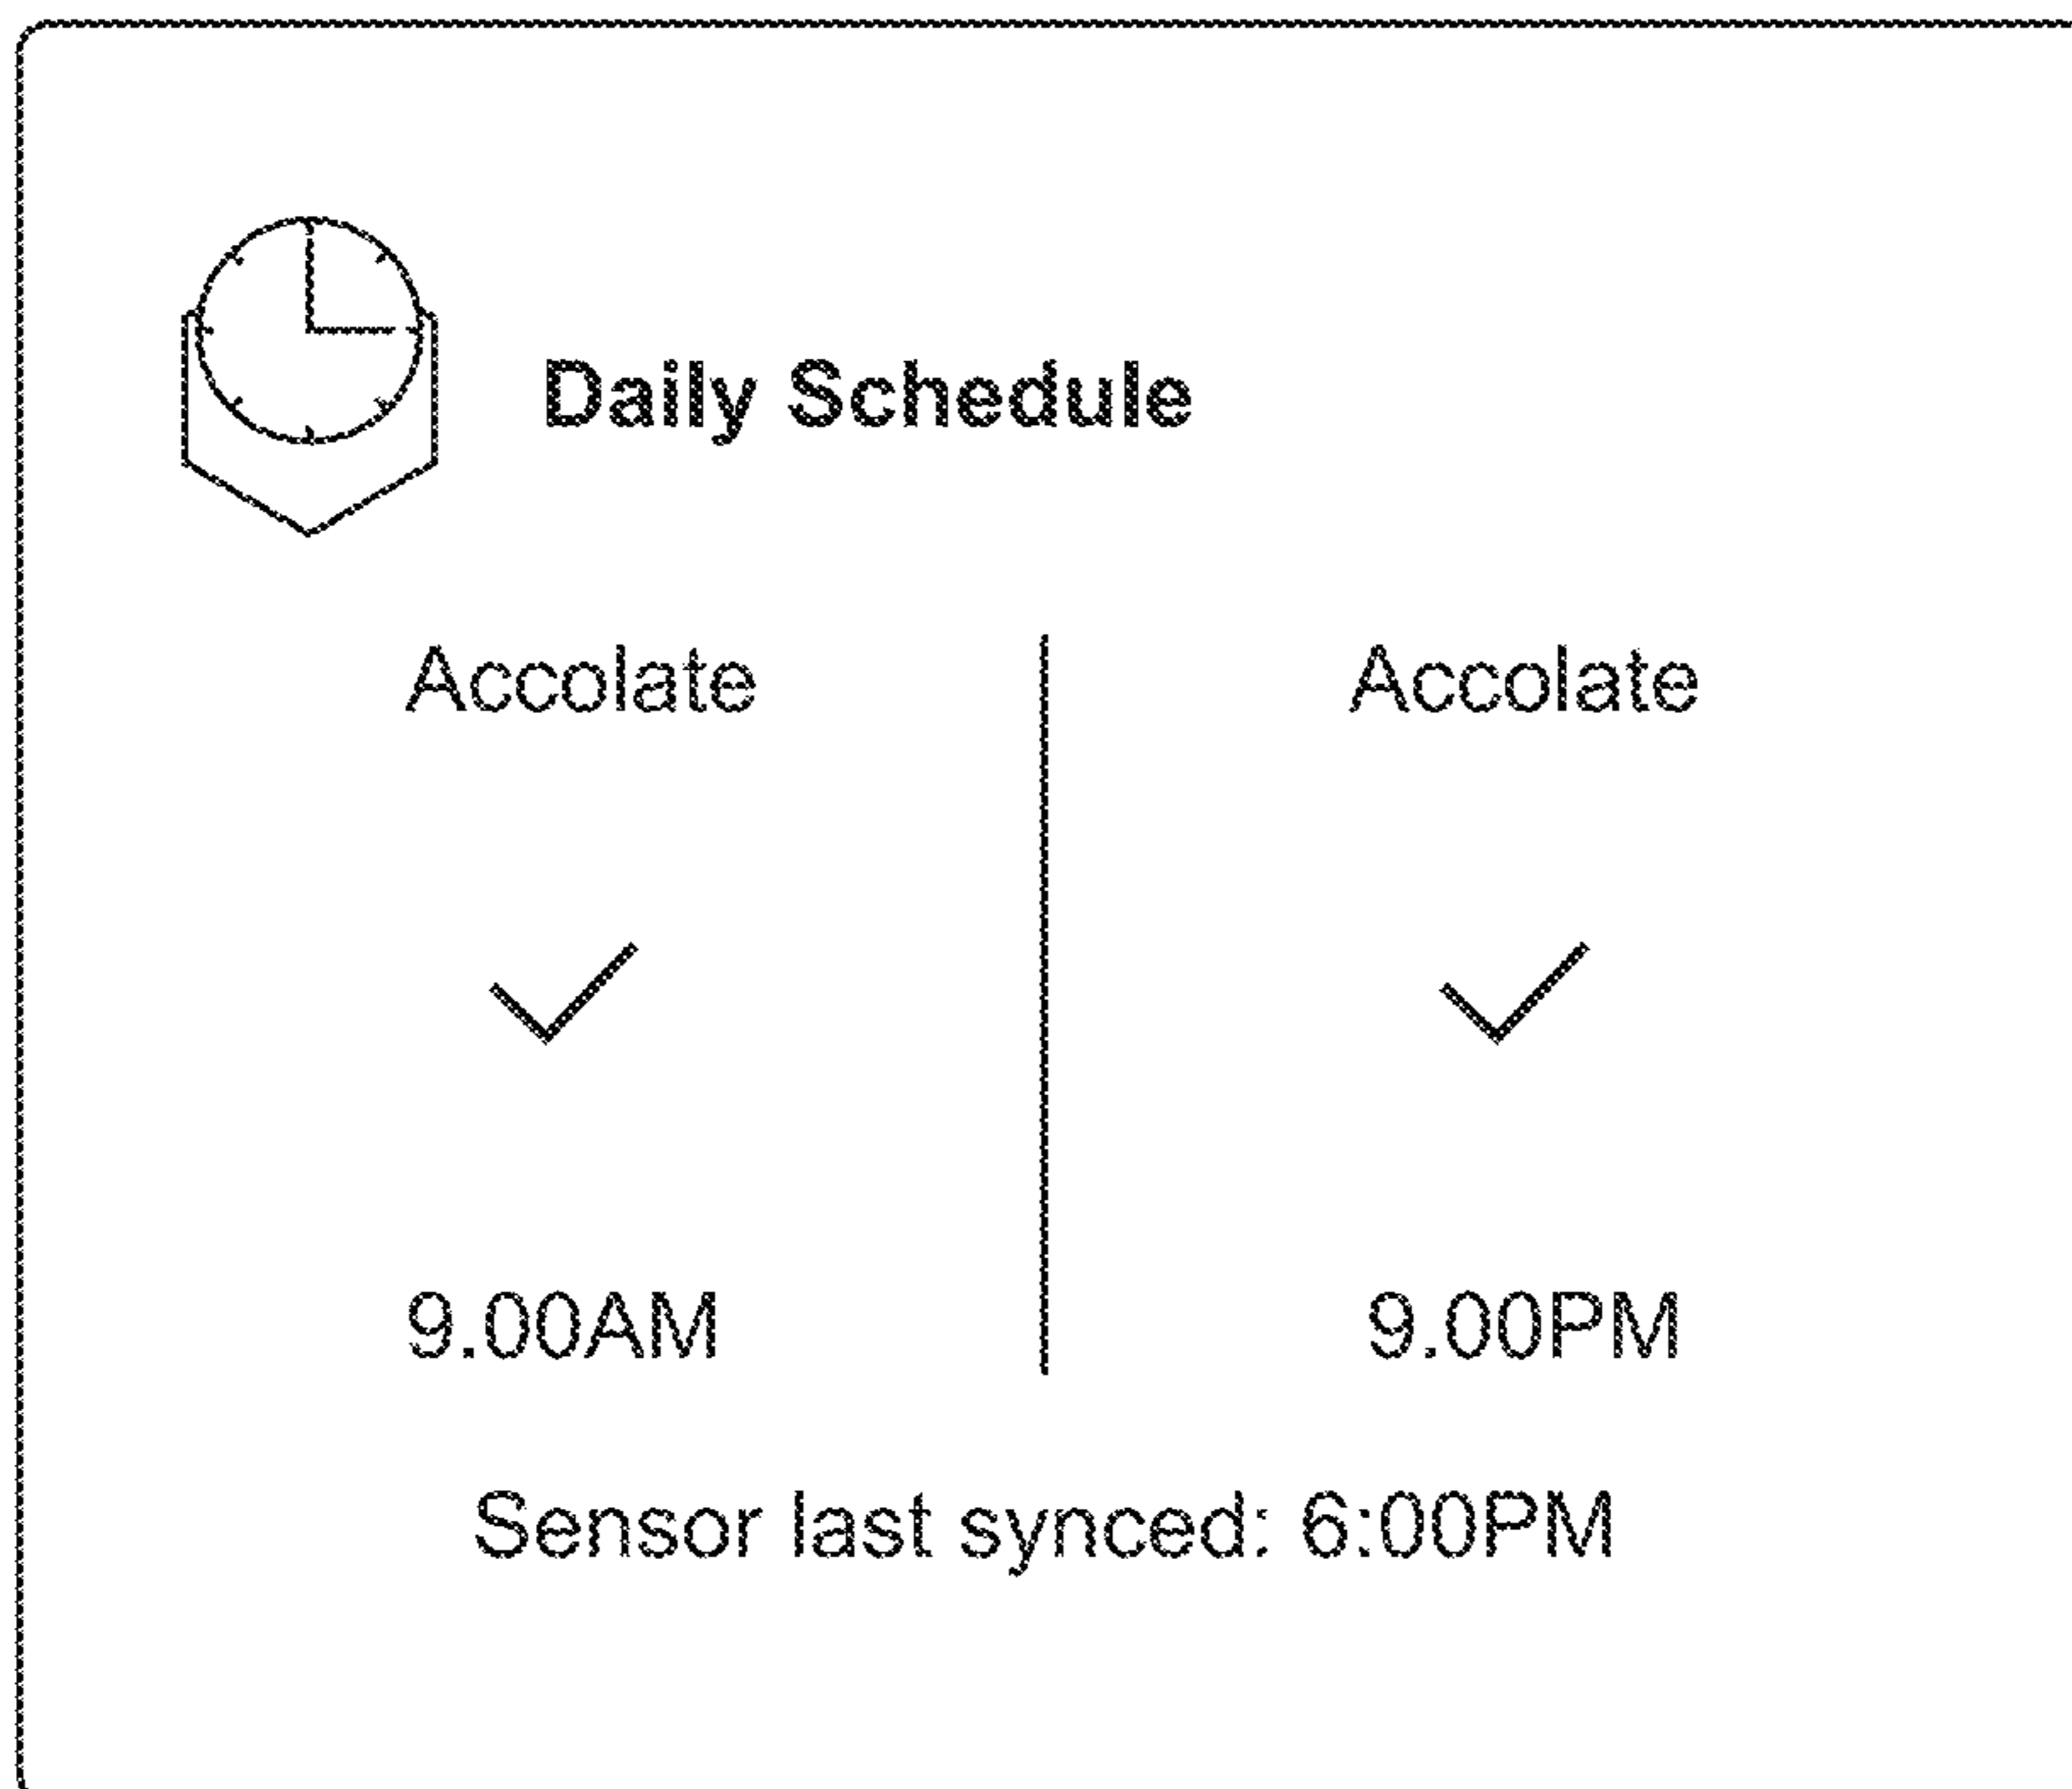 Daily Schedule
Accolate Accolate
9.00AM 9.00PM
Sensor last synced: 6:00PM